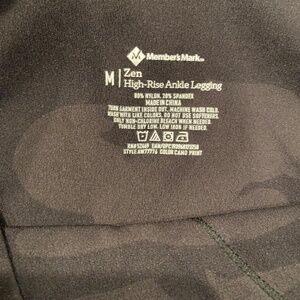 Member's Mark
M | Zen
High-Rise Ankle Legging
80% NYLON, 20% SPANDEX
MADE IN CHINA
TURN GARMENT INSIDE OUT. MACHINE WASH COLD.
WASH WITH LIKE COLORS. DO NOT USE SOFTENERS.
ONLY NON-CHLORINE BLEACH WHEN NEEDED.
TUMBLE DRY LOW. LOW IRON IF NEEDED.
STYLE COLOR CAMO PRINT